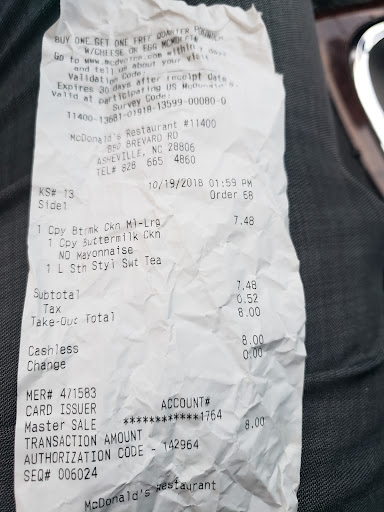 BUY ONE GET ONE FREE QUARTER POUNDER
W/CHEESE OR EGG MCMUFFIN
Go to www.mcdvoice.com within 7 days
and tell us about your visit.
Validation Code:
Expires 30 days after receipt date.
Valid at participating US McDonald's.
Survey Code:
11400-13681-01918-13599-00080-0
McDonald's Restaurant #11400
850 BREVARD RD
ASHEVILLE, NC 28806
TEL# 828 665 4860
KS# 13 10/19/2018 01:59 PM
Side1 Order 68
1 Cpy Btrmk Ckn Ml-Lrg 7.48
1 Cpy Buttermilk Ckn
NO Mayonnaise
1 L Stn Styl Swt Tea
Subtotal 7.48
Tax 0.52
Take-Out Total 8.00
Cashless 8.00
Change 0.00
MER# 471583
CARD ISSUER ACCOUNT#
Master SALE ************1764
TRANSACTION AMOUNT 8.00
AUTHORIZATION CODE - 142964
SEQ# 006024
McDonald's Restaurant